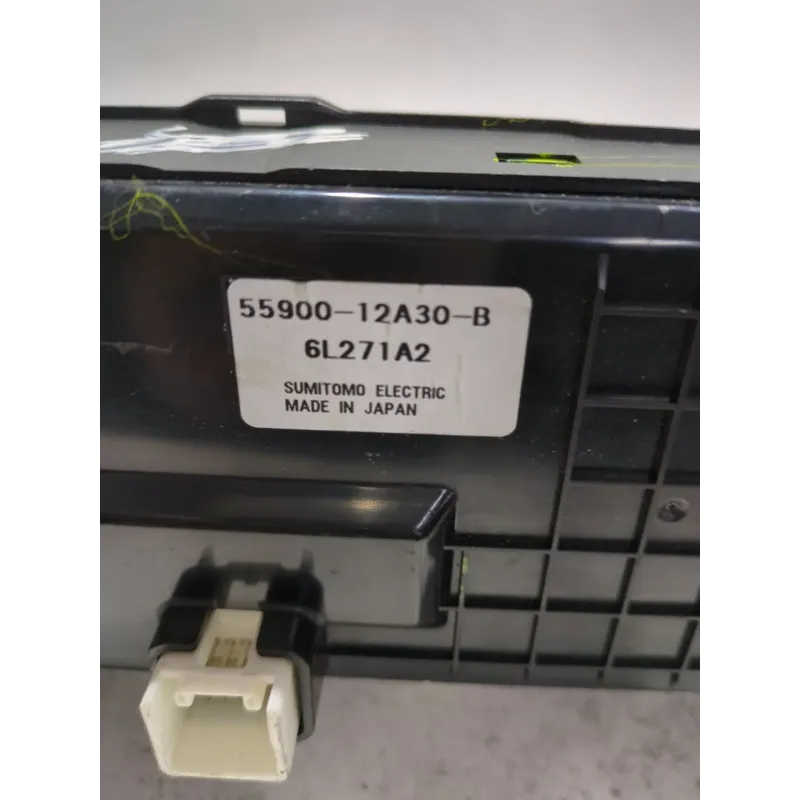 55900-12A30-B
6L271A2
SUMITOMO ELECTRIC
MADE IN JAPAN